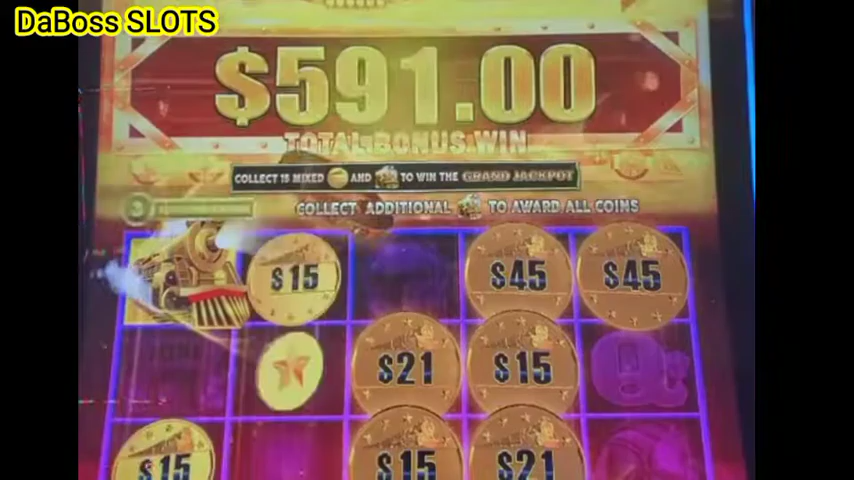 DaBoss SLOTS
$591.00
TOTAL BONUS WIN
COLLECT 15 MIXED AND TO WIN THE GRAND JACKPOT
COLLECT ADDITIONAL TO AWARD ALL COINS
$15 $45 $45
$21 $15
$15 $15 $21